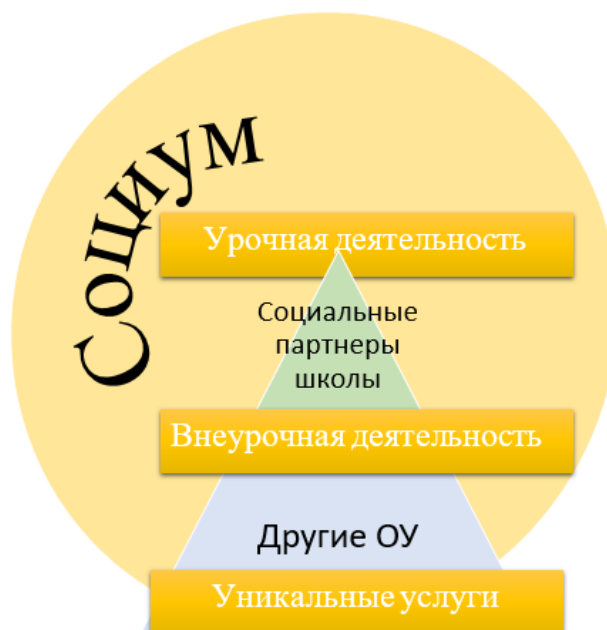 Социум
Урочная деятельность
Социальные
партнеры
школы
Внеурочная деятельность
Другие ОУ
Уникальные услуги